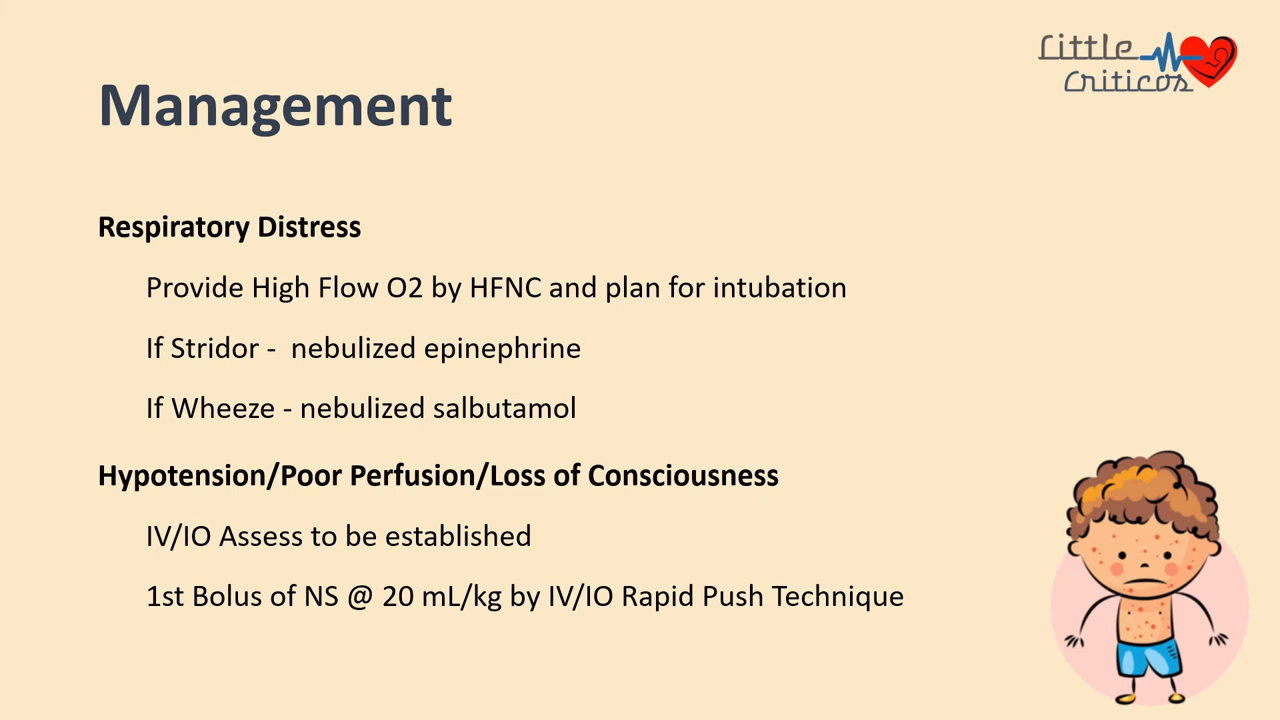 Little
Criticos
Management
Respiratory Distress
Provide High Flow O2 by HFNC and plan for intubation
If Stridor -  nebulized epinephrine
If Wheeze - nebulized salbutamol
Hypotension/Poor Perfusion/Loss of Consciousness
IV/IO Assess to be established
1st Bolus of NS @ 20 mL/kg by IV/IO Rapid Push Technique